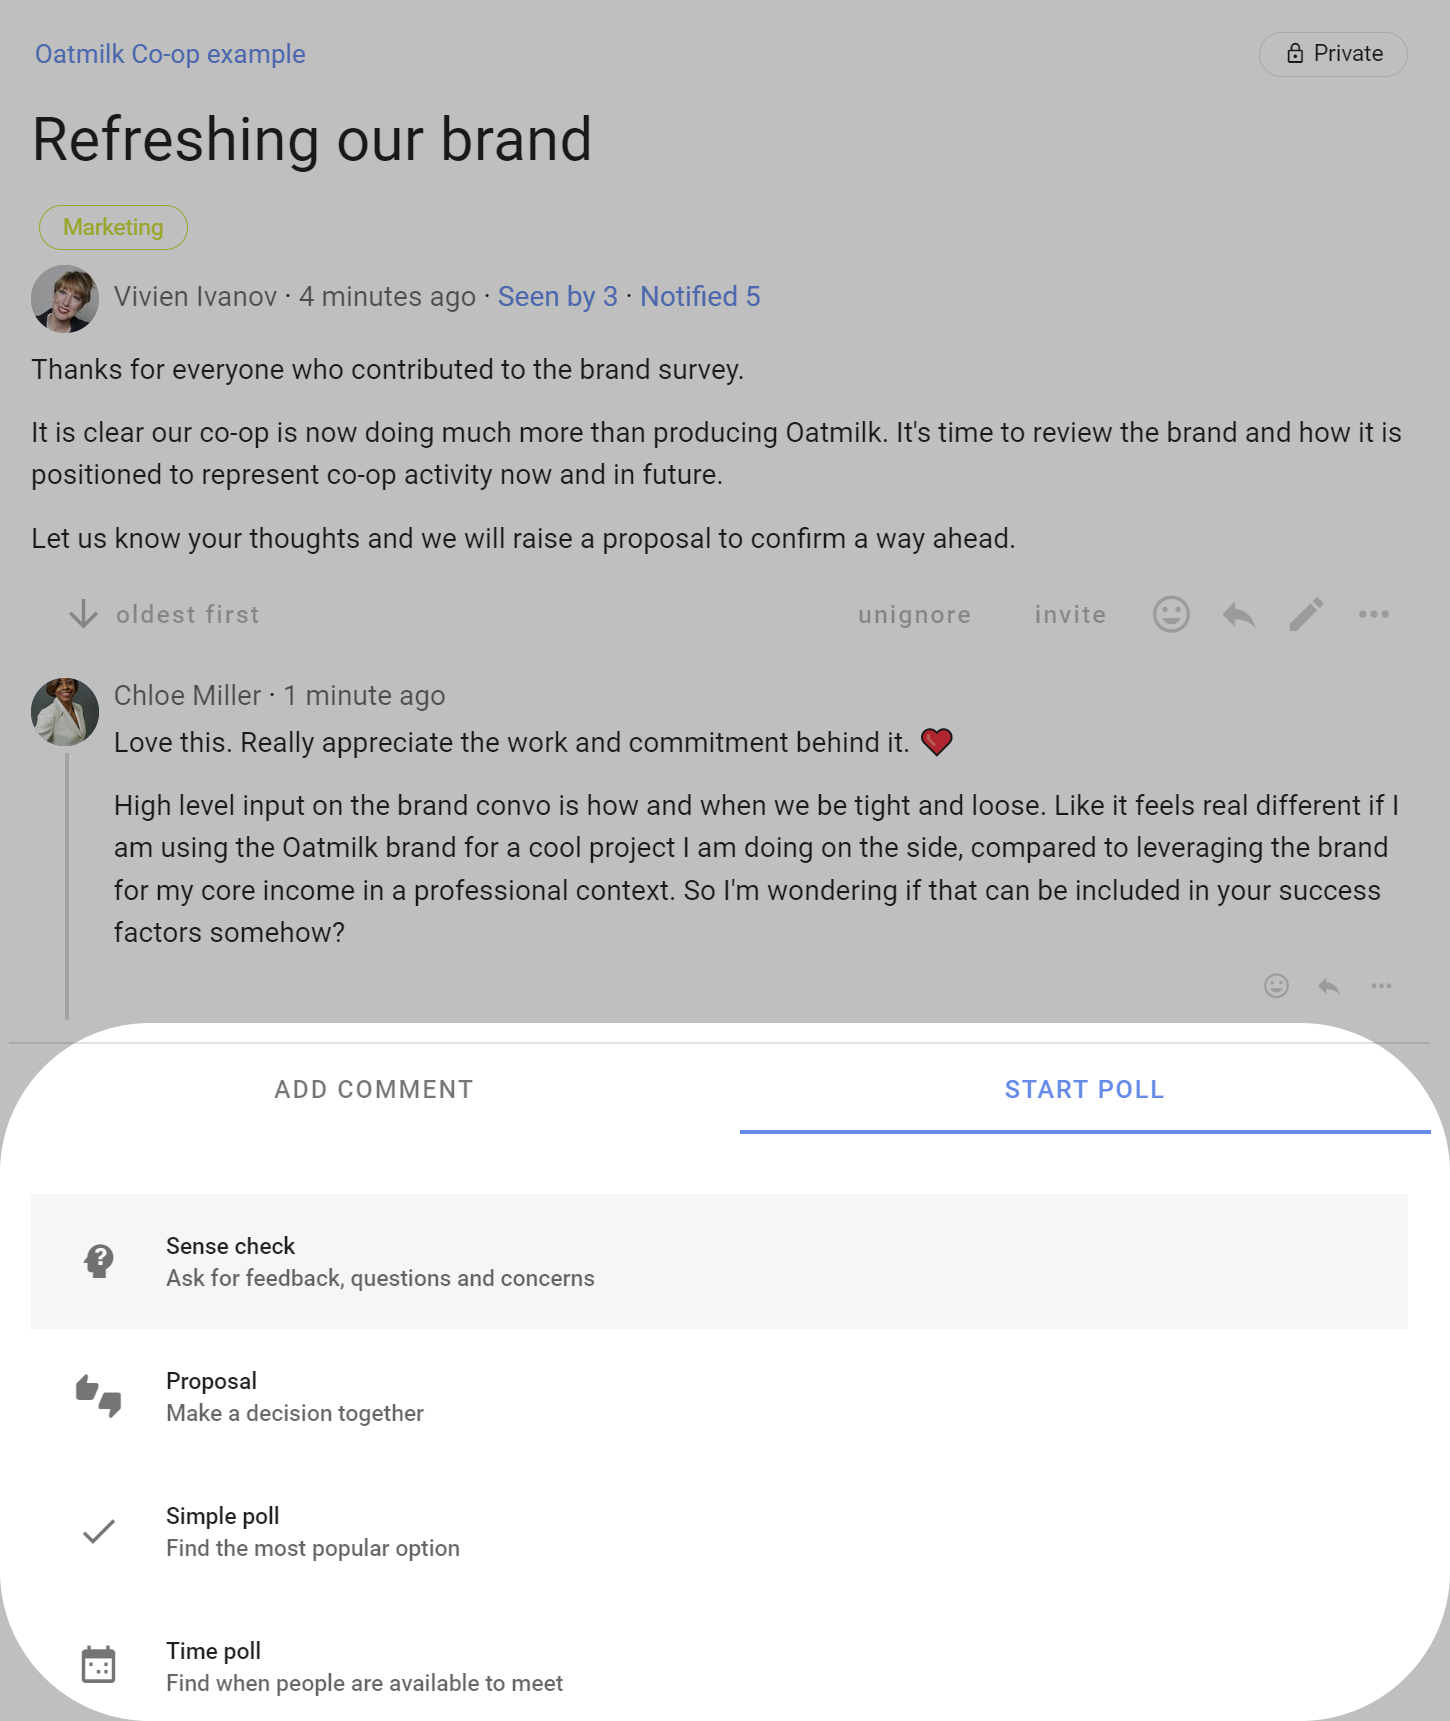 Oatmilk Co-op example
Private
Refreshing our brand
Marketing
Vivien Ivanov · 4 minutes ago · Seen by 3 · Notified 5
Thanks for everyone who contributed to the brand survey.
It is clear our co-op is now doing much more than producing Oatmilk. It's time to review the brand and how it is
positioned to represent co-op activity now and in future.
Let us know your thoughts and we will raise a proposal to confirm a way ahead.
oldest first
unignore
invite
Chloe Miller · 1 minute ago
Love this. Really appreciate the work and commitment behind it. ❤️
High level input on the brand convo is how and when we be tight and loose. Like it feels real different if I
am using the Oatmilk brand for a cool project I am doing on the side, compared to leveraging the brand
for my core income in a professional context. So I'm wondering if that can be included in your success
factors somehow?
ADD COMMENT
START POLL
Sense check
Ask for feedback, questions and concerns
Proposal
Make a decision together
Simple poll
Find the most popular option
Time poll
Find when people are available to meet